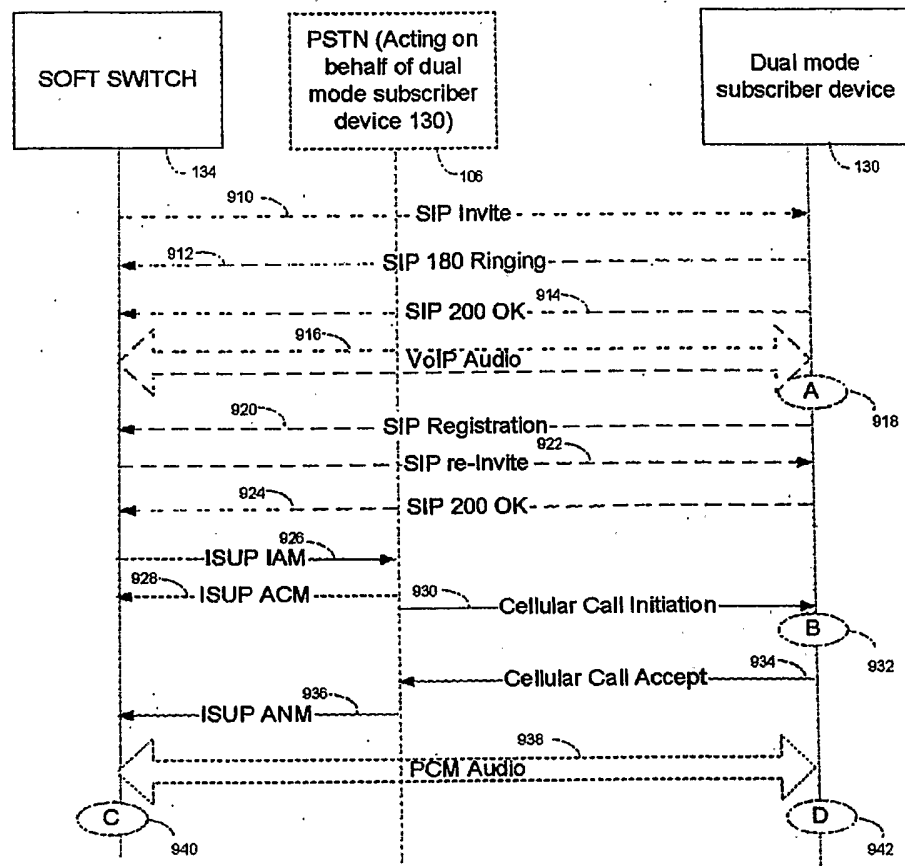 SOFT SWITCH
134
PSTN (Acting on
behalf of dual
mode subscriber
device 130)
106
Dual mode
subscriber device
130
910
SIP Invite
912
SIP 180 Ringing
914
SIP 200 OK
916
VoIP Audio
A
918
920
SIP Registration
922
SIP re-Invite
924
SIP 200 OK
926
ISUP IAM
928
ISUP ACM
930
Cellular Call Initiation
B
932
934
Cellular Call Accept
936
ISUP ANM
938
PCM Audio
C
940
D
942